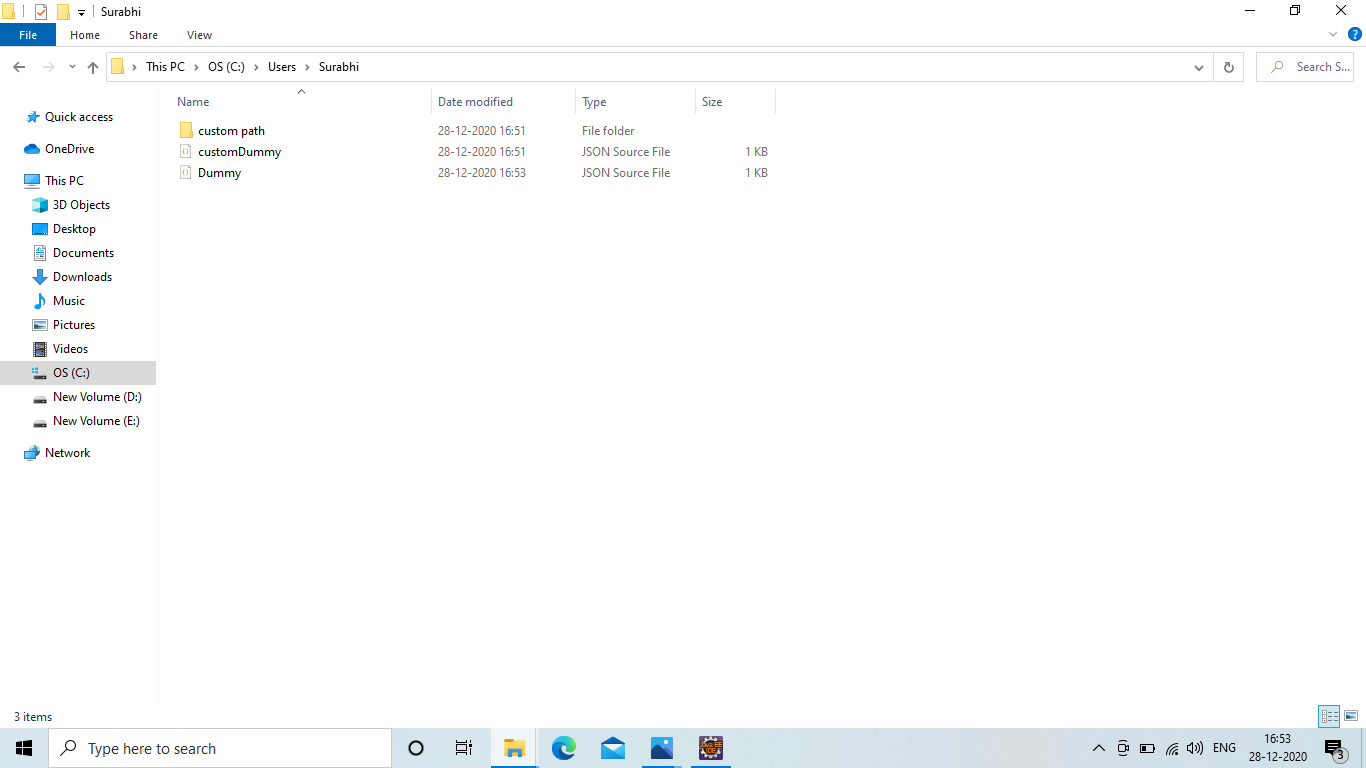 Surabhi
File Home Share View
This PC OS (C:) Users Surabhi Search S...
Name Date modified Type Size
custom path 28-12-2020 16:51 File folder
customDummy 28-12-2020 16:51 JSON Source File 1 KB
Dummy 28-12-2020 16:53 JSON Source File 1 KB
Quick access
OneDrive
This PC
3D Objects
Desktop
Documents
Downloads
Music
Pictures
Videos
OS (C:)
New Volume (D:)
New Volume (E:)
Network
3 items
Type here to search
JAVA EE
IDE
ENG
16:53
28-12-2020
3